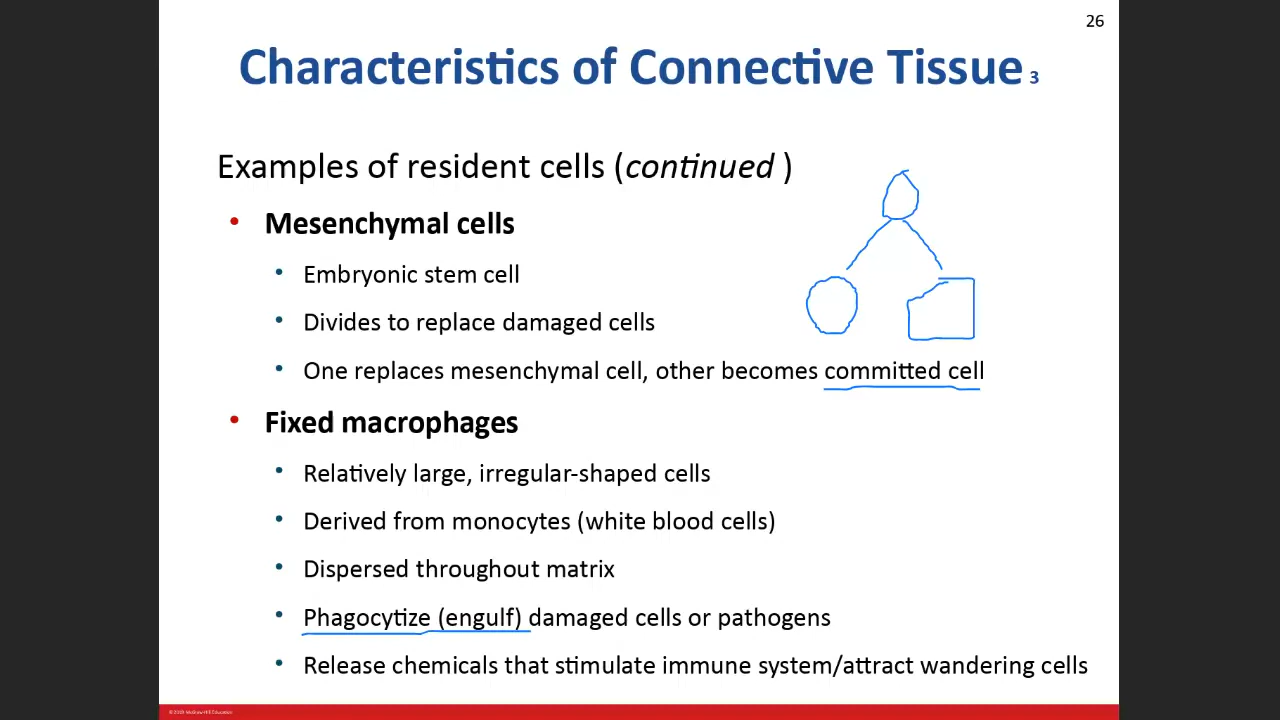 26
Characteristics of Connective Tissue 3
Examples of resident cells (continued )
• Mesenchymal cells
• Embryonic stem cell
• Divides to replace damaged cells
• One replaces mesenchymal cell, other becomes committed cell
• Fixed macrophages
• Relatively large, irregular-shaped cells
• Derived from monocytes (white blood cells)
• Dispersed throughout matrix
• Phagocytize (engulf) damaged cells or pathogens
• Release chemicals that stimulate immune system/attract wandering cells